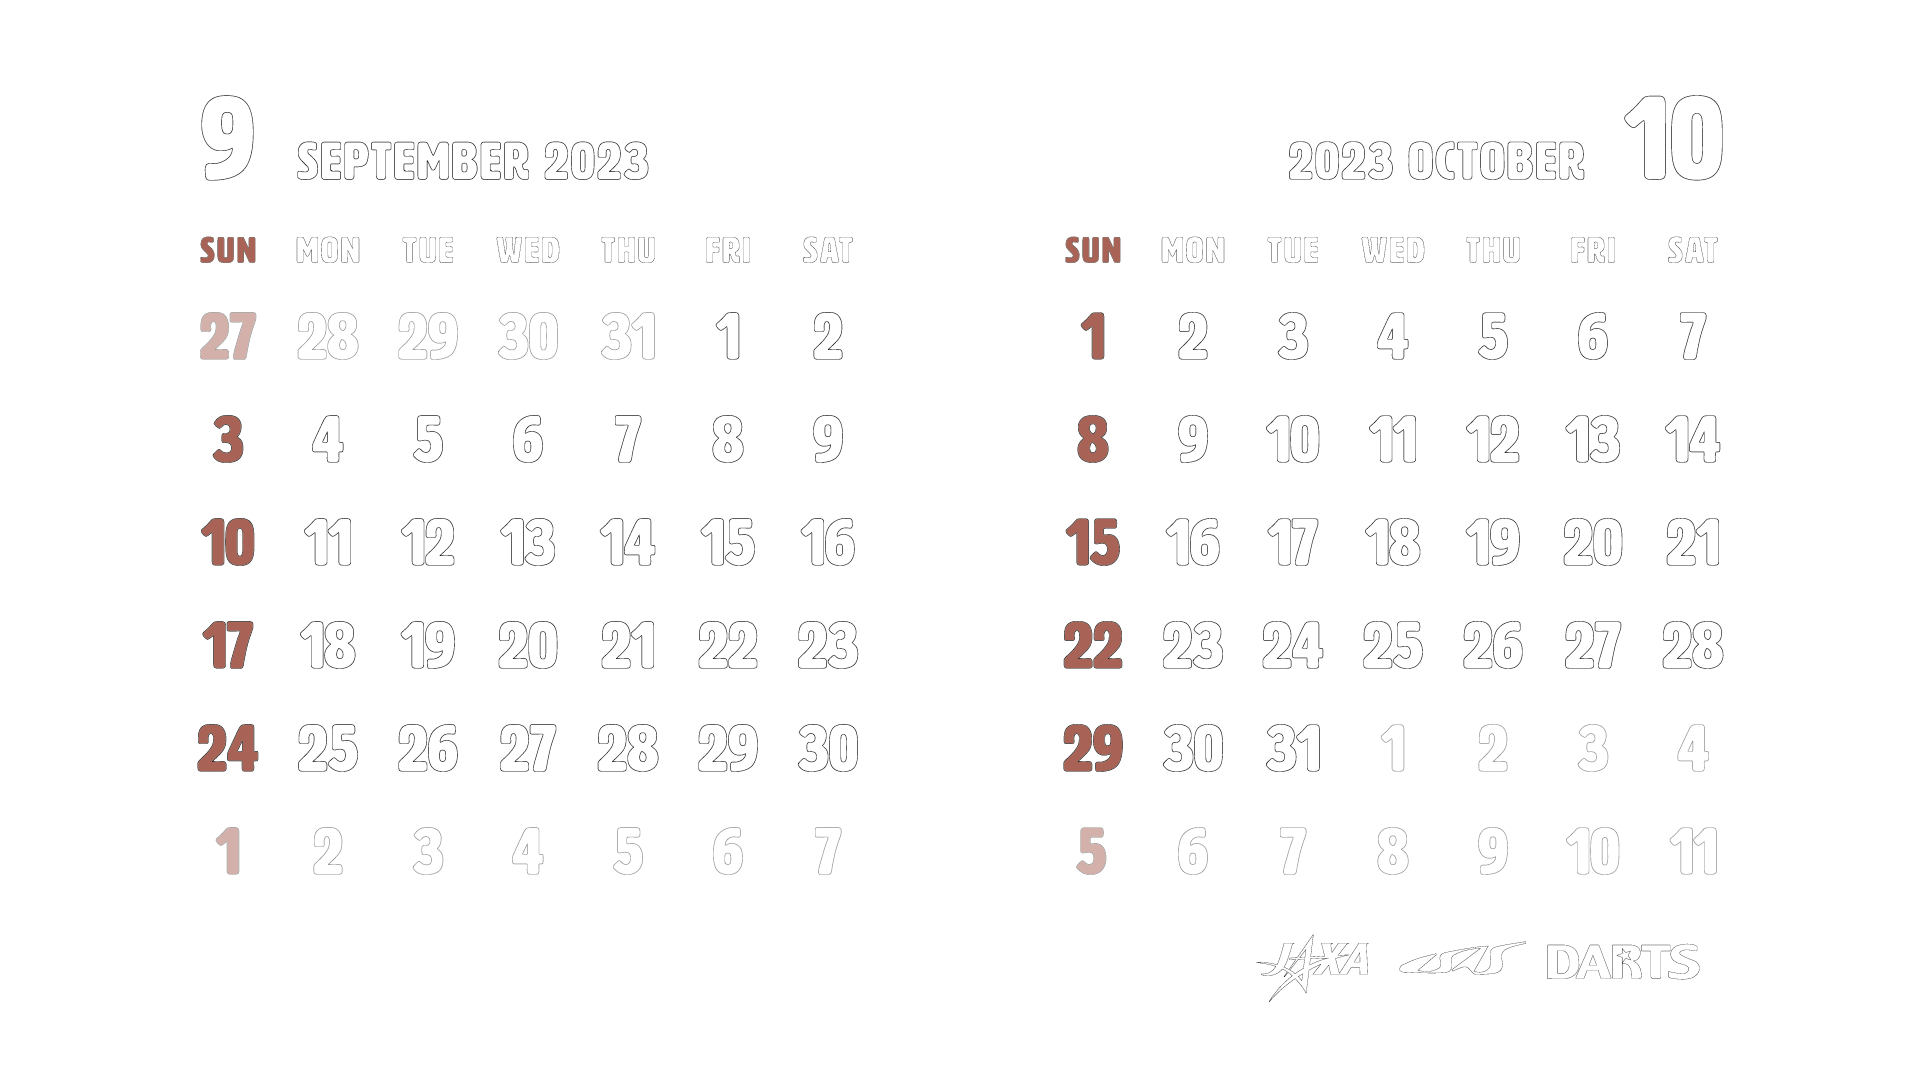 9 SEPTEMBER 2023
SUN MON TUE WED THU FRI SAT
27 28 29 30 31 1 2
3 4 5 6 7 8 9
10 11 12 13 14 15 16
17 18 19 20 21 22 23
24 25 26 27 28 29 30
1 2 3 4 5 6 7
2023 OCTOBER 10
SUN MON TUE WED THU FRI SAT
1 2 3 4 5 6 7
8 9 10 11 12 13 14
15 16 17 18 19 20 21
22 23 24 25 26 27 28
29 30 31 1 2 3 4
5 6 7 8 9 10 11
JAXA ISAS DARTS